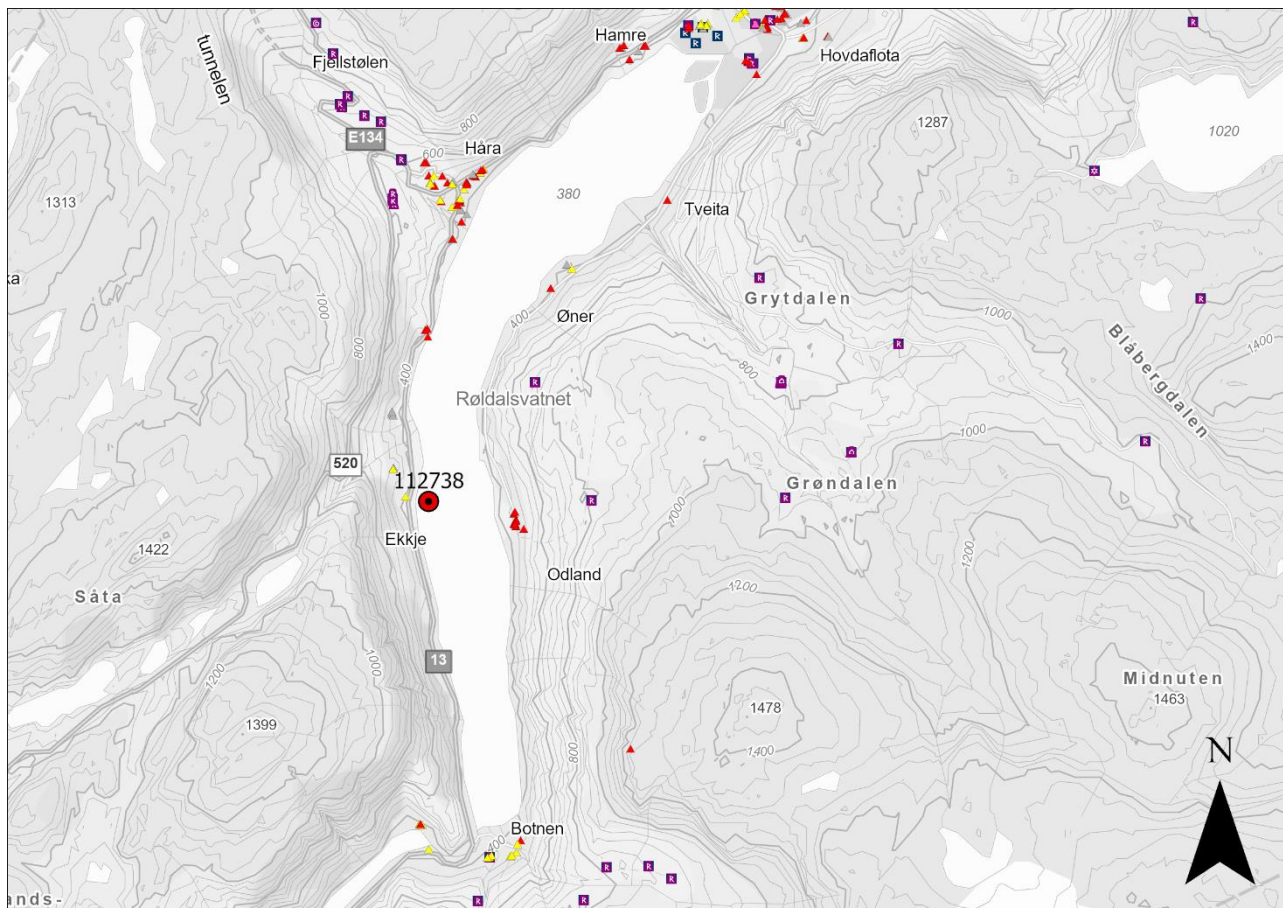 Hamre
Hovdaflota
Fjellstølen
tunnelen
800
1287
1020
E134
600
Håra
380
1313
Tveita
ka
1000
Grytdalen
400
Øner
1000
800
800
1400
Blåbergdalen
400
Røldalsvatnet
1000
520
112738
Grøndalen
1000
1422
Ekkje
1200
Odland
1200
Såta
13
1000
1200
Midnuten
1463
1399
1478
1400
N
800
Botnen
400
ands-